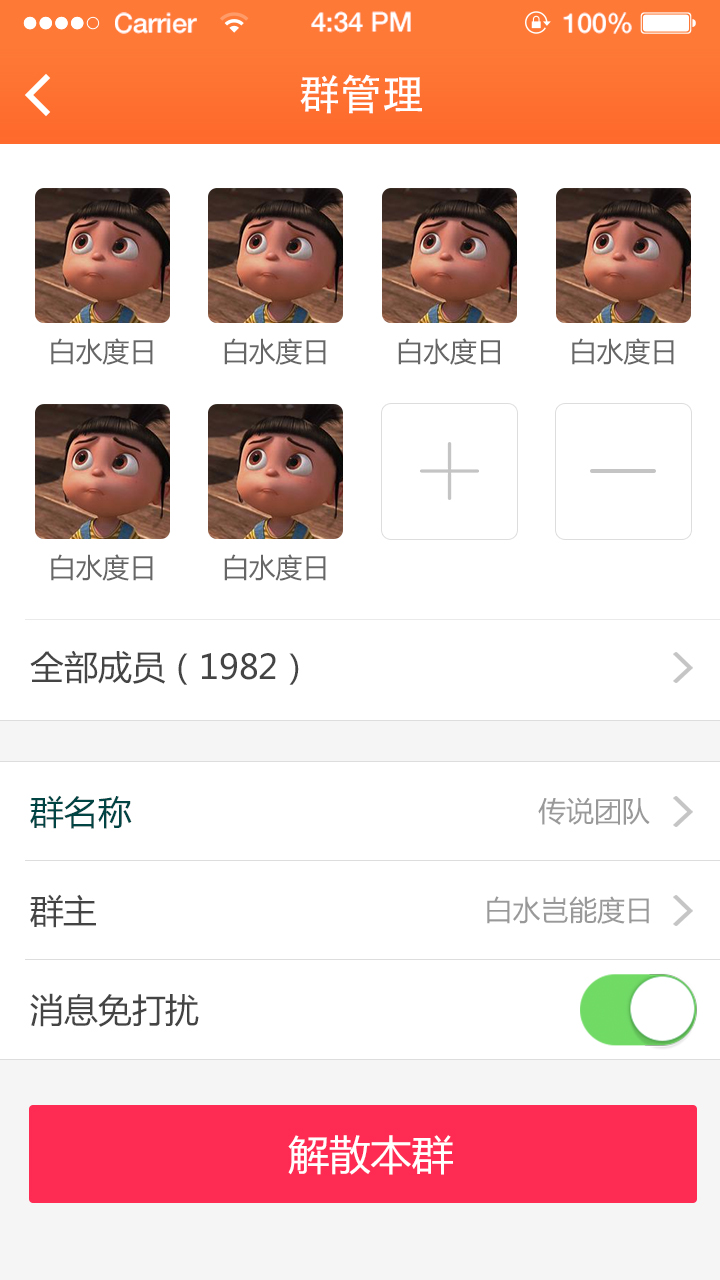 Carrier 4:34 PM 100%
群管理
白水度日 白水度日 白水度日 白水度日
白水度日 白水度日
全部成员（1982）
群名称 传说团队
群主 白水岂能度日
消息免打扰
解散本群